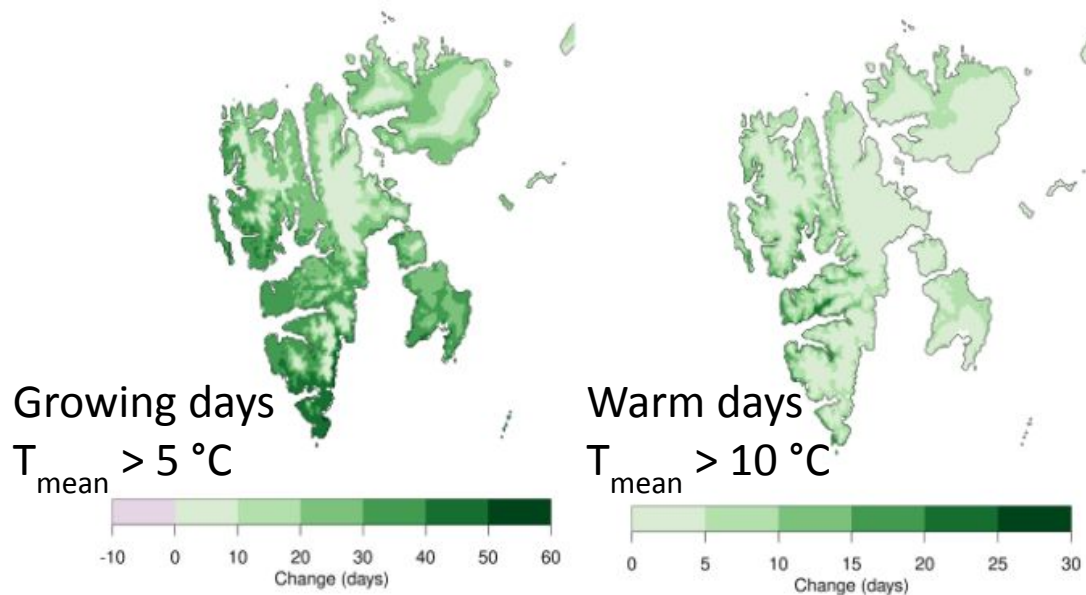 Growing days
T_mean > 5 °C
-10 0 10 20 30 40 50 60
Change (days)
Warm days
T_mean > 10 °C
0 5 10 15 20 25 30
Change (days)